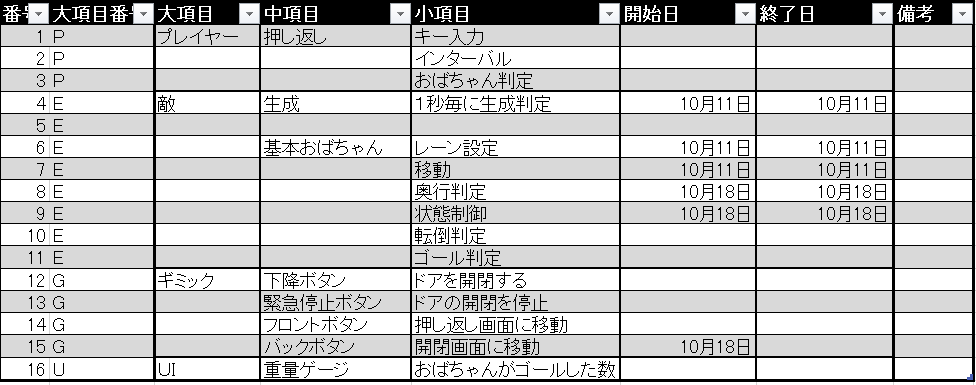 番号 大項目番号 大項目 中項目 小項目 開始日 終了日 備考
1 P プレイヤー 押し返し キー入力
2 P インターバル
3 P おばちゃん判定
4 E 敵 生成 1秒毎に生成判定 10月11日 10月11日
5 E
6 E 基本おばちゃん レーン設定 10月11日 10月11日
7 E 移動 10月11日 10月11日
8 E 奥行判定 10月18日 10月18日
9 E 状態制御 10月18日 10月18日
10 E 転倒判定
11 E ゴール判定
12 G ギミック 下降ボタン ドアを開閉する
13 G 緊急停止ボタン ドアの開閉を停止
14 G フロントボタン 押し返し画面に移動
15 G バックボタン 開閉画面に移動 10月18日
16 U UI 重量ゲージ おばちゃんがゴールした数